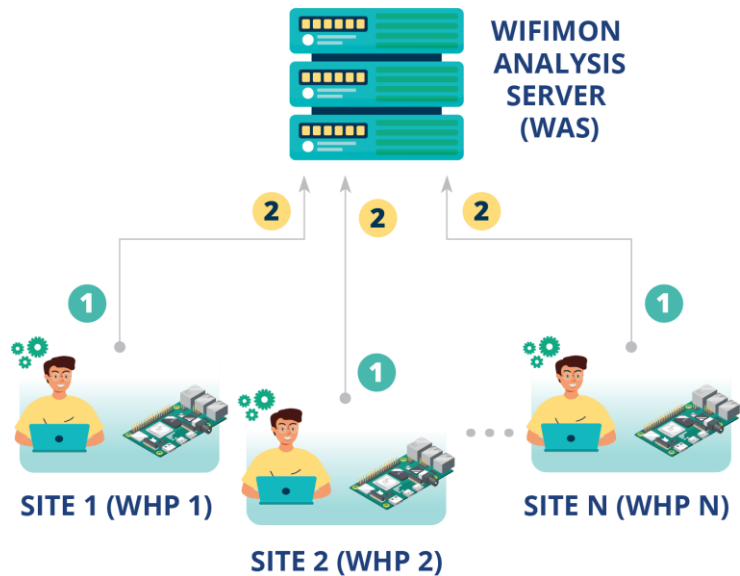 WIFIMON
ANALYSIS
SERVER
(WAS)
2
2
2
1
1
1
SITE 1 (WHP 1)
SITE 2 (WHP 2)
SITE N (WHP N)